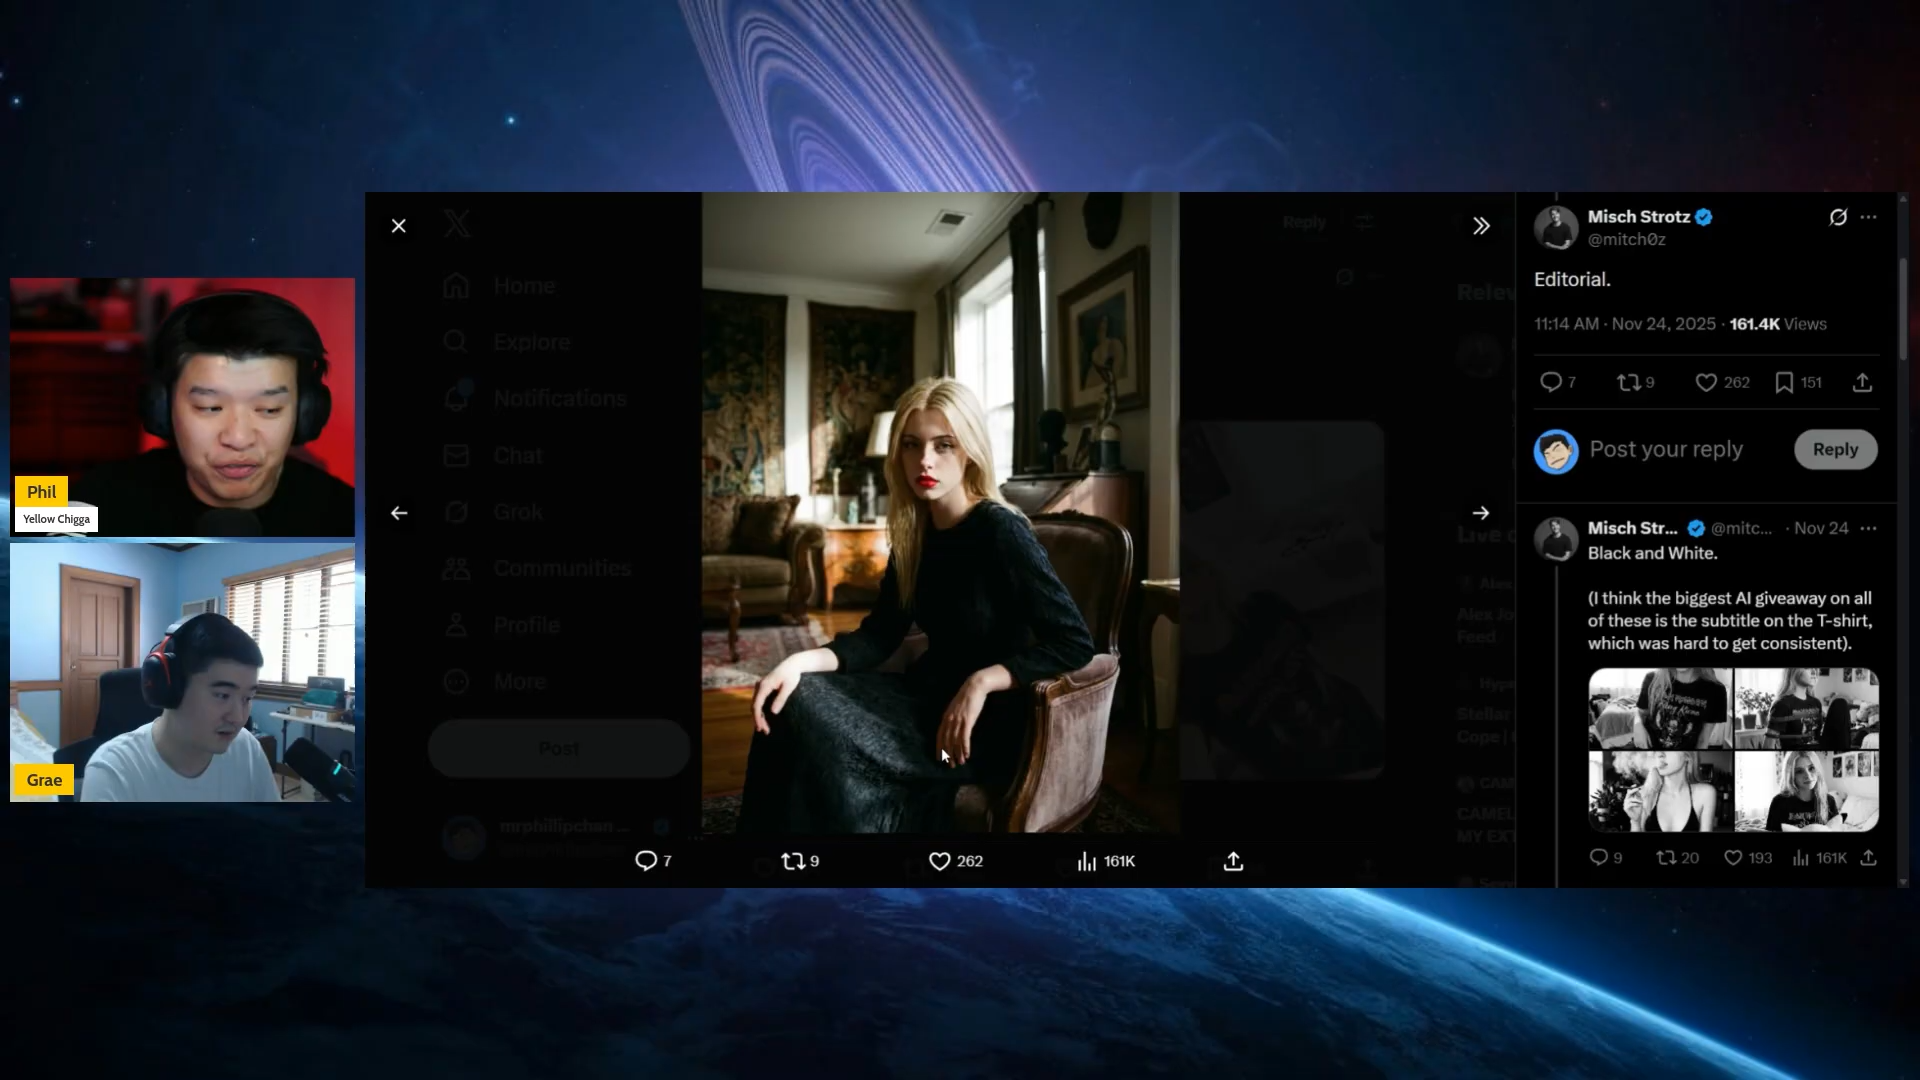 Phil
Yellow Chigga
Grae
Home
Explore
Notifications
Chat
Grok
Communities
Profile
More
Post
mrphillipchan ...
Reply
7
9
262
161K
Misch Strotz
@mitch0z
Editorial.
11:14 AM · Nov 24, 2025 · 161.4K Views
7
9
262
151
Post your reply
Reply
Misch Str... @mitc... · Nov 24
Black and White.
(I think the biggest AI giveaway on all
of these is the subtitle on the T-shirt,
which was hard to get consistent).
9
20
193
161K